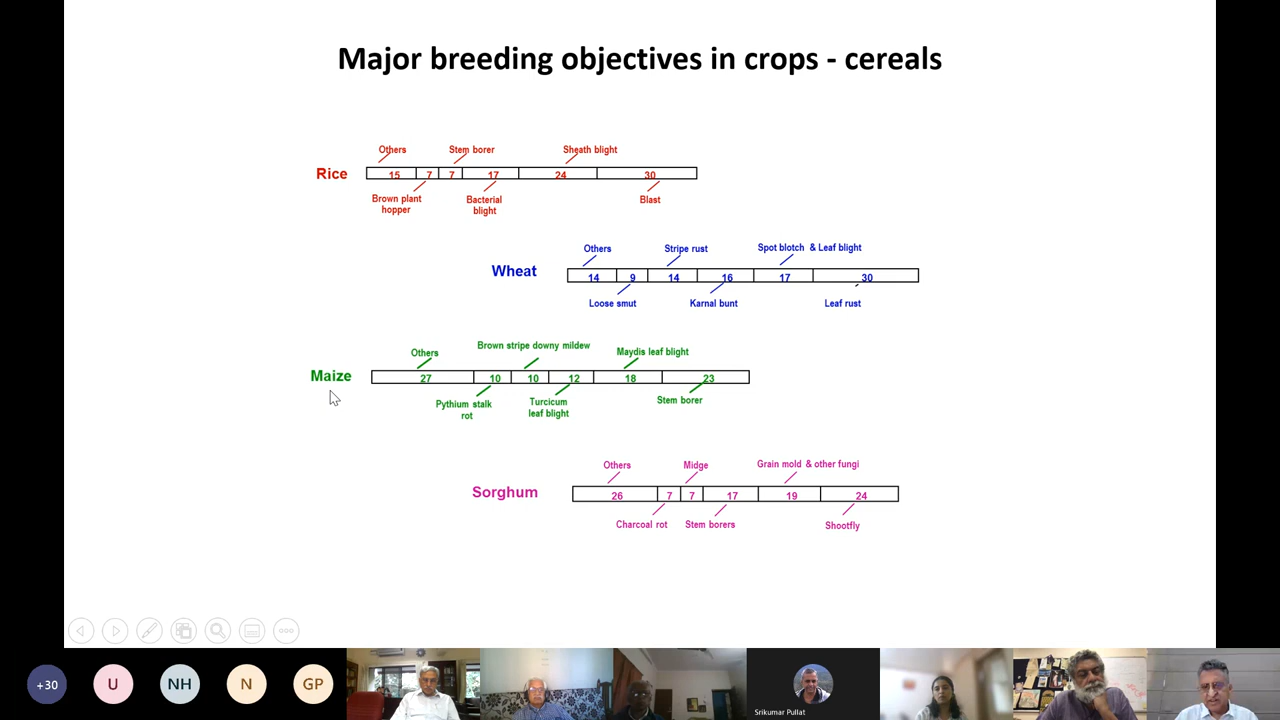 Major breeding objectives in crops - cereals
Others
Stem borer
Sheath blight
Rice
15
7
7
17
24
30
Brown plant
hopper
Bacterial
blight
Blast
Others
Stripe rust
Spot blotch & Leaf blight
Wheat
14
9
14
16
17
30
Loose smut
Karnal bunt
Leaf rust
Others
Brown stripe downy mildew
Maydis leaf blight
Maize
27
10
10
12
18
23
Pythium stalk
rot
Turcicum
leaf blight
Stem borer
Others
Midge
Grain mold & other fungi
Sorghum
26
7
7
17
19
24
Charcoal rot
Stem borers
Shootfly
+30
U
NH
N
GP
Srikumar Pullat